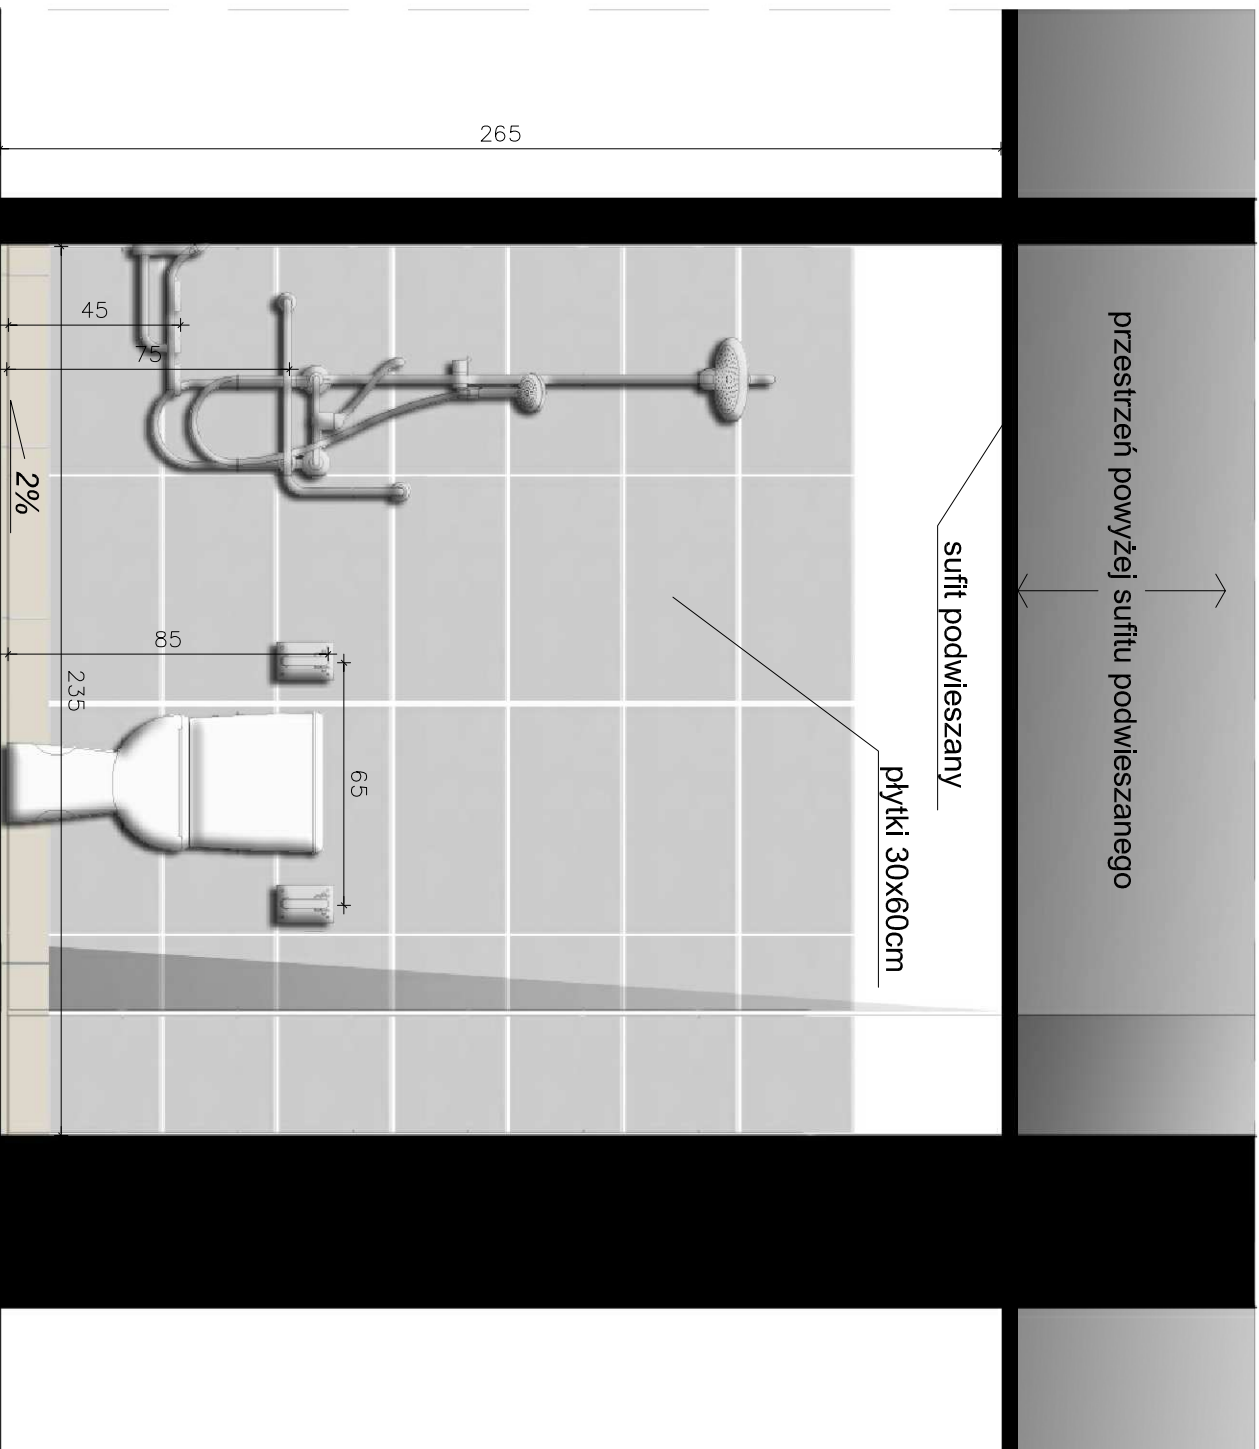 265
przestrzeń powyżej sufitu podwieszanego
sufit podwieszany
płytki 30x60cm
45
75
2%
85
235
65